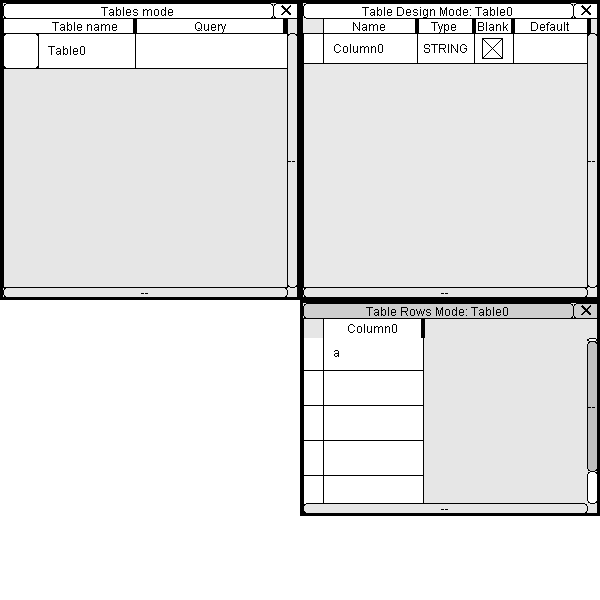 Tables mode
Table name Query
Table0
--
--
Table Design Mode: Table0
Name Type Blank Default
Column0 STRING
--
--
Table Rows Mode: Table0
Column0
a
--
--